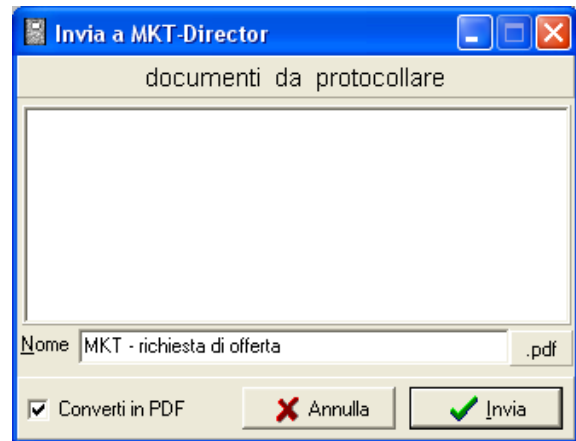 Invia a MKT-Director
documenti da protocollare
Nome MKT - richiesta di offerta .pdf
Converti in PDF Annulla Invia